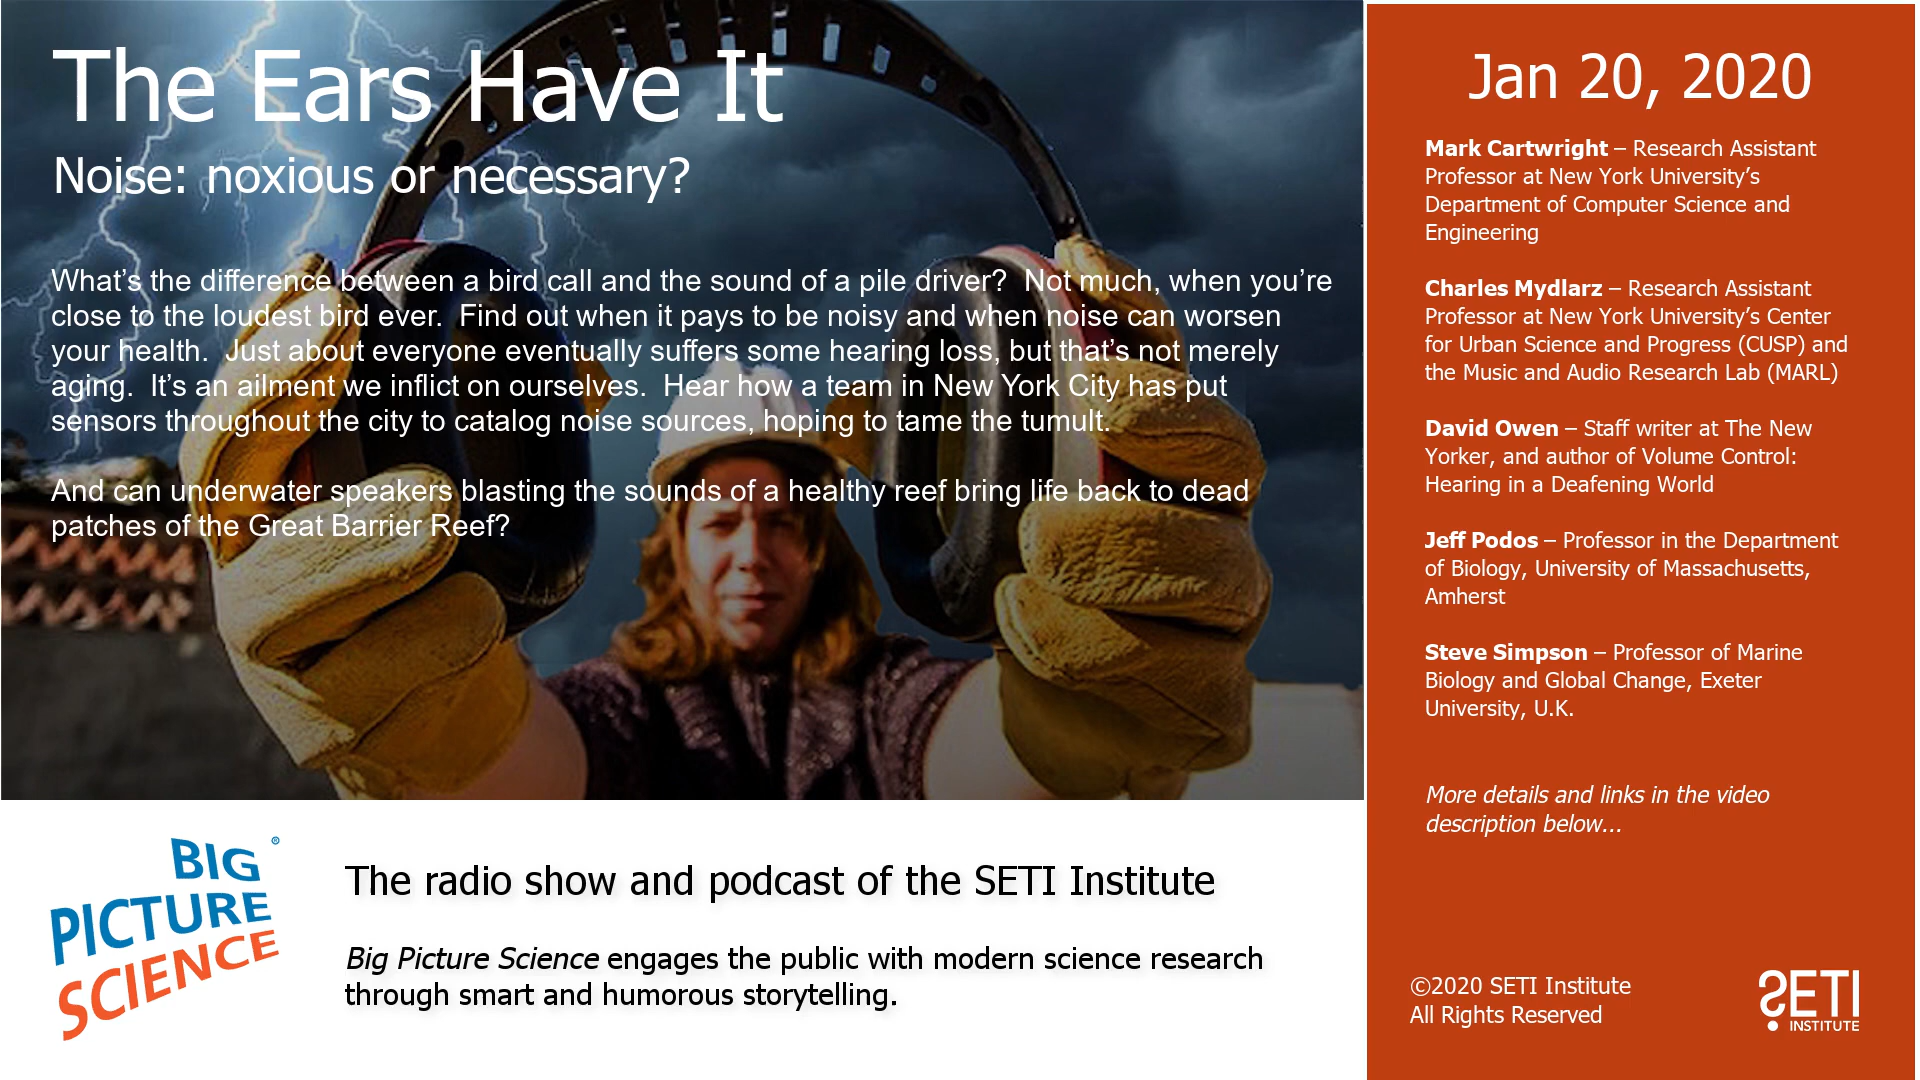 The Ears Have It
Noise: noxious or necessary?
What's the difference between a bird call and the sound of a pile driver?  Not much, when you're
close to the loudest bird ever.  Find out when it pays to be noisy and when noise can worsen
your health.  Just about everyone eventually suffers some hearing loss, but that's not merely
aging.  It's an ailment we inflict on ourselves.  Hear how a team in New York City has put
sensors throughout the city to catalog noise sources, hoping to tame the tumult.
And can underwater speakers blasting the sounds of a healthy reef bring life back to dead
patches of the Great Barrier Reef?
BIG ®
PICTURE
SCIENCE
The radio show and podcast of the SETI Institute
Big Picture Science engages the public with modern science research
through smart and humorous storytelling.
Jan 20, 2020
Mark Cartwright – Research Assistant
Professor at New York University's
Department of Computer Science and
Engineering
Charles Mydlarz – Research Assistant
Professor at New York University's Center
for Urban Science and Progress (CUSP) and
the Music and Audio Research Lab (MARL)
David Owen – Staff writer at The New
Yorker, and author of Volume Control:
Hearing in a Deafening World
Jeff Podos – Professor in the Department
of Biology, University of Massachusetts,
Amherst
Steve Simpson – Professor of Marine
Biology and Global Change, Exeter
University, U.K.
More details and links in the video
description below...
©2020 SETI Institute
All Rights Reserved
SETI
INSTITUTE